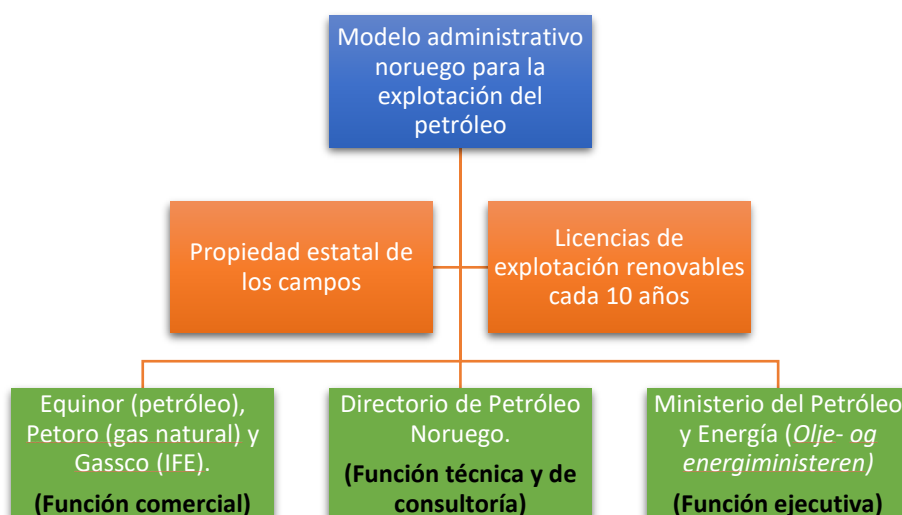 Modelo administrativo
noruego para la
explotación del
petróleo
Propiedad estatal de
los campos
Licencias de
explotación renovables
cada 10 años
Equinor (petróleo),
Petoro (gas natural) y
Gassco (IFE).
(Función comercial)
Directorio de Petróleo
Noruego.
(Función técnica y de
consultoría)
Ministerio del Petróleo
y Energía (Olje- og
energiministeren)
(Función ejecutiva)